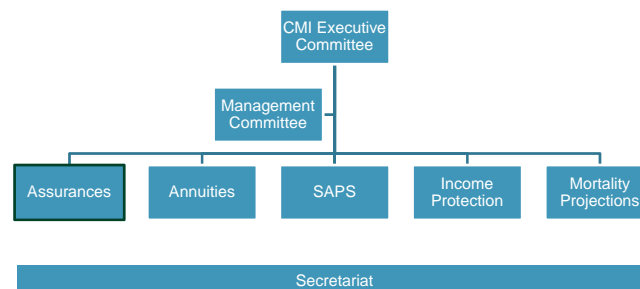 CMI Executive
Committee
Management
Committee
Assurances
Annuities
SAPS
Income
Protection
Mortality
Projections
Secretariat